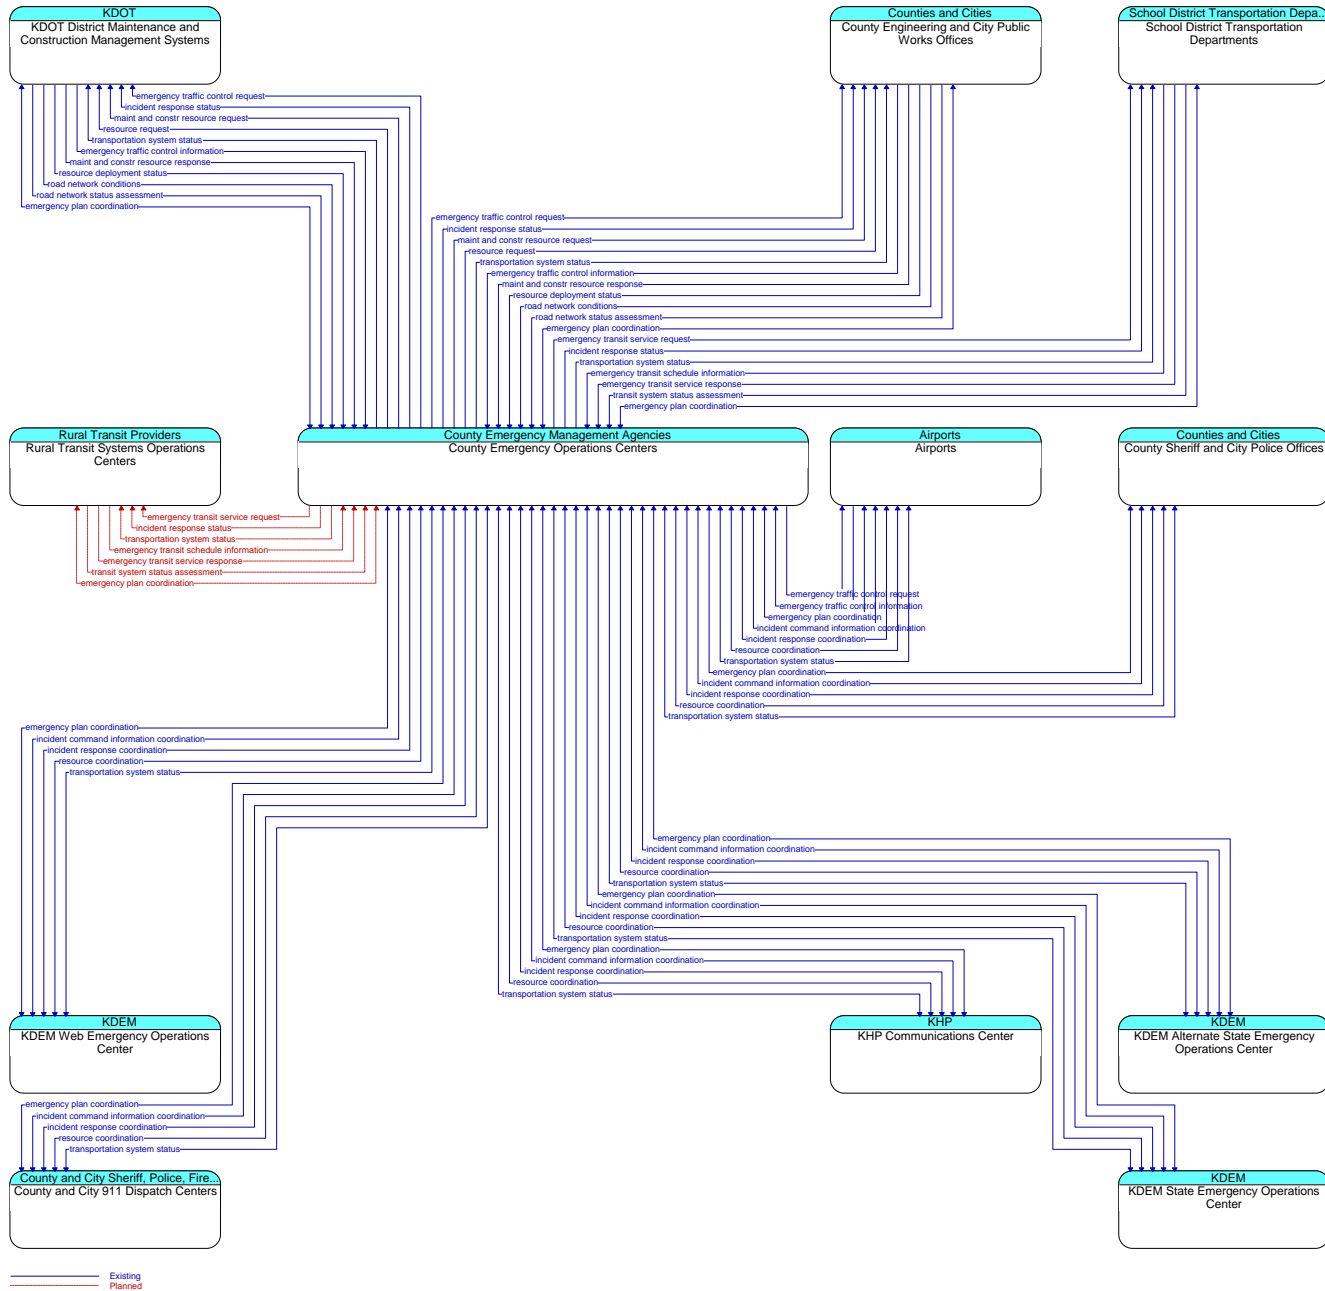 KDOT
KDOT District Maintenance and
Construction Management Systems
Counties and Cities
County Engineering and City Public
Works Offices
School District Transportation Depa...
School District Transportation
Departments
emergency traffic control request
incident response status
maint and constr resource request
resource request
transportation system status
emergency traffic control information
maint and constr resource response
resource deployment status
road network conditions
road network status assessment
emergency plan coordination
emergency traffic control request
incident response status
maint and constr resource request
resource request
transportation system status
emergency traffic control information
maint and constr resource response
resource deployment status
road network conditions
road network status assessment
emergency plan coordination
emergency transit service request
incident response status
transportation system status
emergency transit schedule information
emergency transit service response
transit system status assessment
emergency plan coordination
Rural Transit Providers
Rural Transit Systems Operations
Centers
County Emergency Management Agencies
County Emergency Operations Centers
Airports
Airports
Counties and Cities
County Sheriff and City Police Offices
emergency transit service request
incident response status
transportation system status
emergency transit schedule information
emergency transit service response
transit system status assessment
emergency plan coordination
emergency traffic control request
emergency traffic control information
emergency plan coordination
incident command information coordination
incident response coordination
resource coordination
transportation system status
emergency plan coordination
incident command information coordination
incident response coordination
resource coordination
transportation system status
emergency plan coordination
incident command information coordination
incident response coordination
resource coordination
transportation system status
emergency plan coordination
incident command information coordination
incident response coordination
resource coordination
transportation system status
emergency plan coordination
incident command information coordination
incident response coordination
resource coordination
transportation system status
emergency plan coordination
incident command information coordination
incident response coordination
resource coordination
transportation system status
KDEM
KDEM Web Emergency Operations
Center
KHP
KHP Communications Center
KDEM
KDEM Alternate State Emergency
Operations Center
emergency plan coordination
incident command information coordination
incident response coordination
resource coordination
transportation system status
County and City Sheriff, Police, Fire...
County and City 911 Dispatch Centers
KDEM
KDEM State Emergency Operations
Center
Existing
Planned